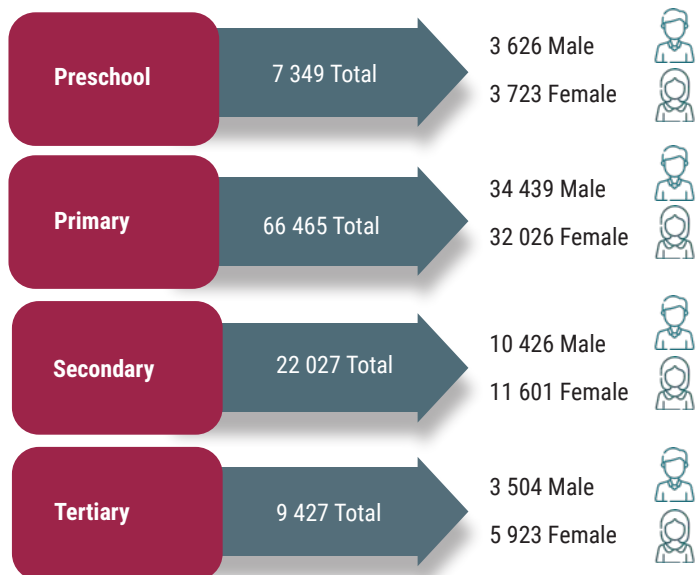 Preschool
7 349 Total
3 626 Male
3 723 Female
Primary
66 465 Total
34 439 Male
32 026 Female
Secondary
22 027 Total
10 426 Male
11 601 Female
Tertiary
9 427 Total
3 504 Male
5 923 Female